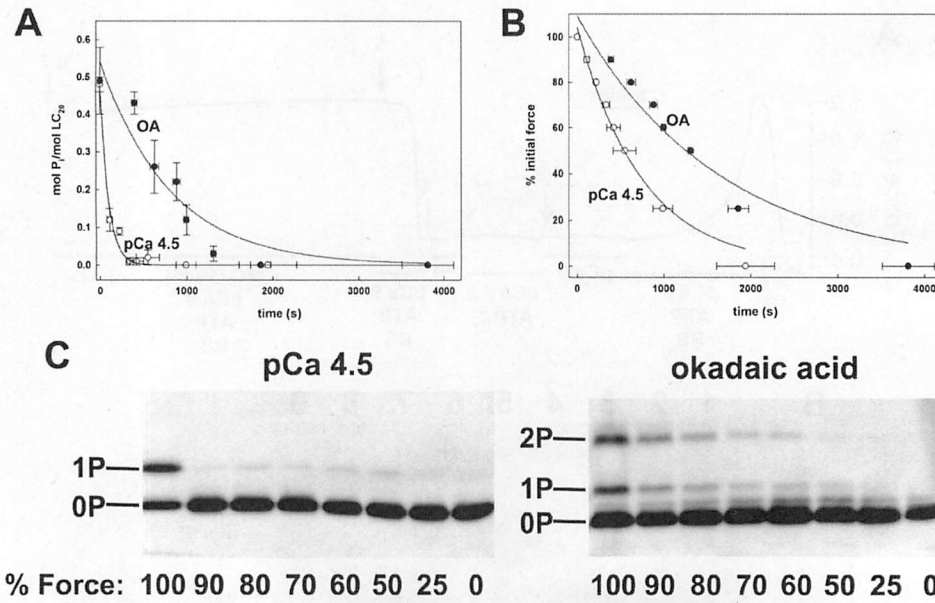 A
0.6
0.5
0.4
0.3
0.2
0.1
0.0
mol Pi/mol LC20
OA
pCa 4.5
0 1000 2000 3000 4000
time (s)
B
100
80
60
40
20
0
% initial force
OA
pCa 4.5
0 1000 2000 3000 4000
time (s)
C
pCa 4.5
1P
0P
okadaic acid
2P
1P
0P
% Force: 100 90 80 70 60 50 25 0
100 90 80 70 60 50 25 0